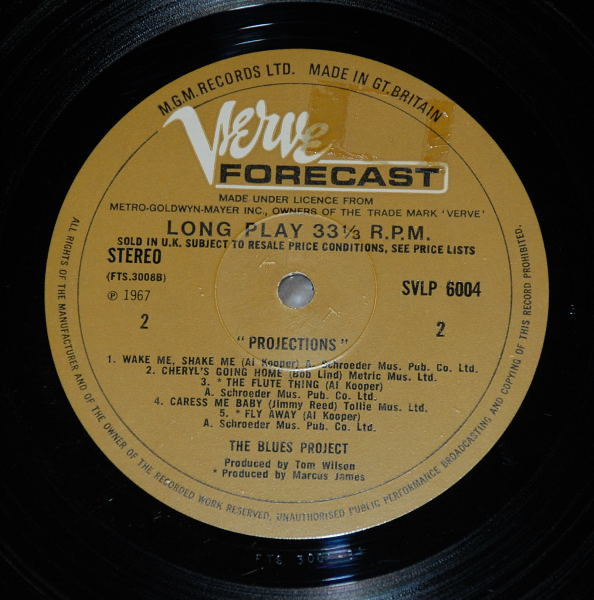 M.G.M. RECORDS LTD. MADE IN GT. BRITAIN
Verve
FORECAST
MADE UNDER LICENCE FROM
METRO-GOLDWYN-MAYER INC., OWNERS OF THE TRADE MARK 'VERVE'
LONG PLAY 33 1/3 R.P.M.
SOLD IN U.K. SUBJECT TO RESALE PRICE CONDITIONS, SEE PRICE LISTS
STEREO
(FTS.3008B)
SVLP 6004
℗ 1967
2
2
"PROJECTIONS"
1. WAKE ME, SHAKE ME (Al Kooper) A. Schroeder Mus. Pub. Co. Ltd.
2. CHERYL'S GOING HOME (Bob Lind) Metric Mus. Ltd.
3. * THE FLUTE THING (Al Kooper)
A. Schroeder Mus. Pub. Co. Ltd.
4. CARESS ME BABY (Jimmy Reed) Tollie Mus. Ltd.
5. * FLY AWAY (Al Kooper)
A. Schroeder Mus. Pub. Co. Ltd.
THE BLUES PROJECT
Produced by Tom Wilson
* Produced by Marcus James
ALL RIGHTS OF THE MANUFACTURER AND OF THE OWNER OF THE RECORDED WORK RESERVED, UNAUTHORISED PUBLIC PERFORMANCE BROADCASTING AND COPYING OF THIS RECORD PROHIBITED.